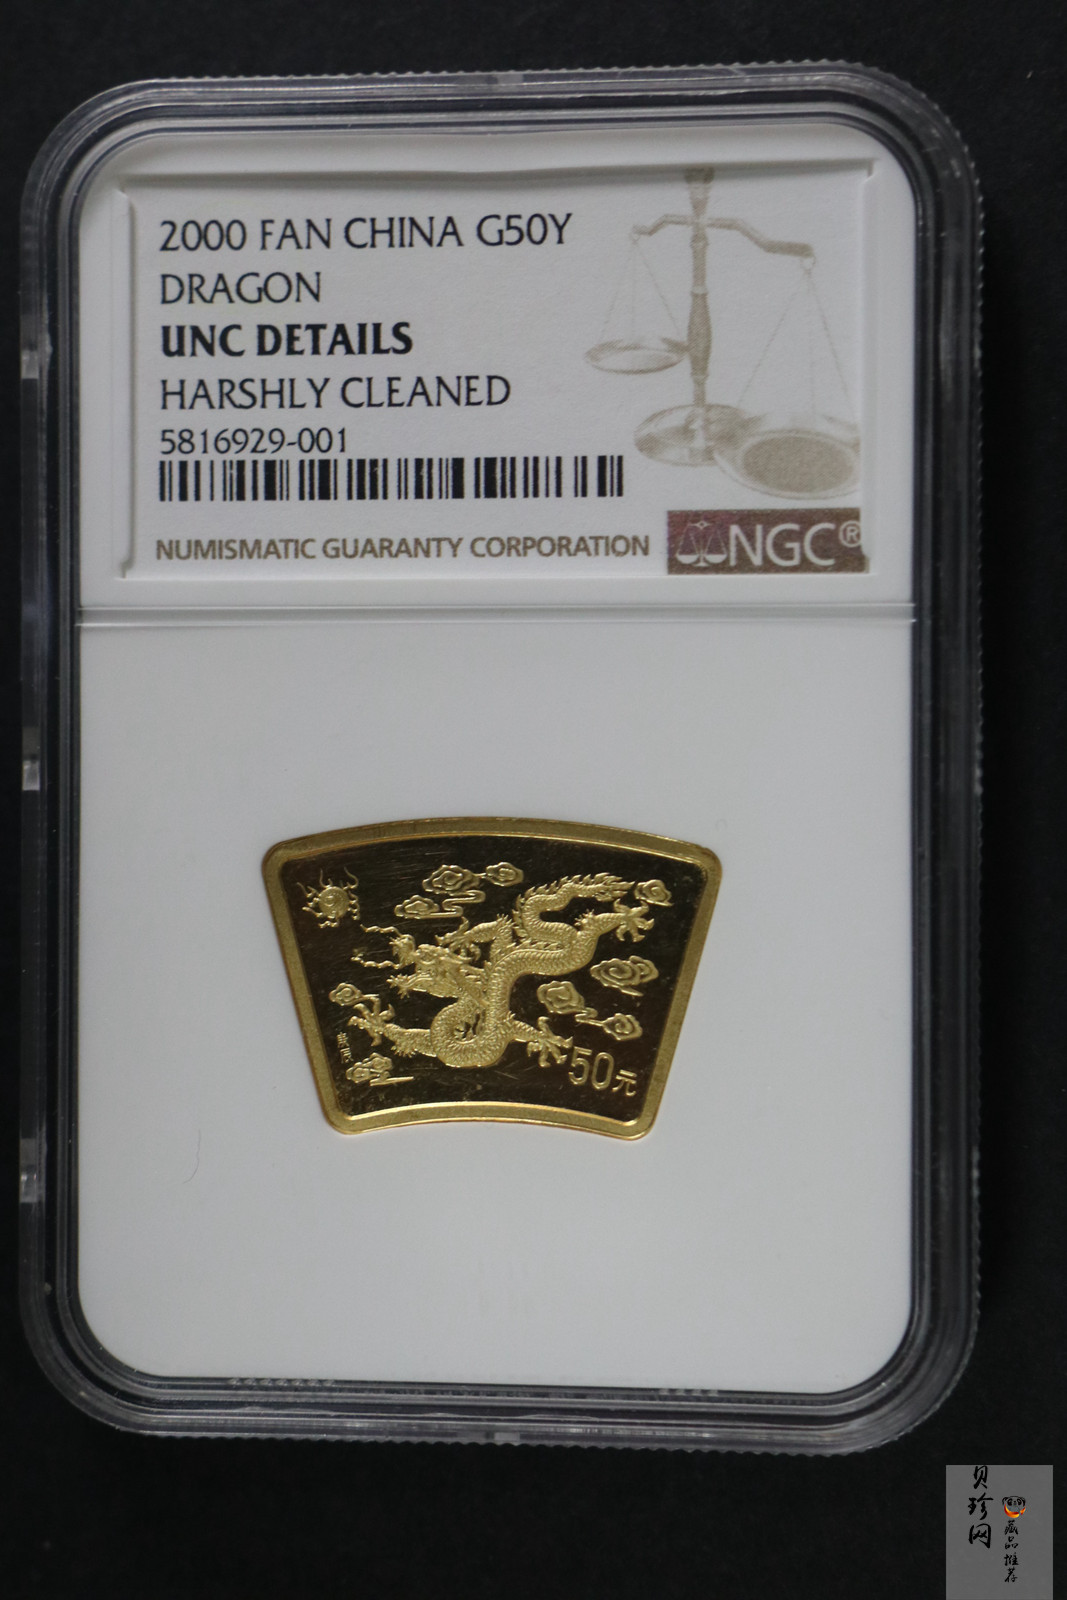 2000 FAN CHINA G50Y
DRAGON
UNC DETAILS
HARSHLY CLEANED
5816929-001
NUMISMATIC GUARANTY CORPORATION
NGC®
50元
贝珍网
藏品推荐